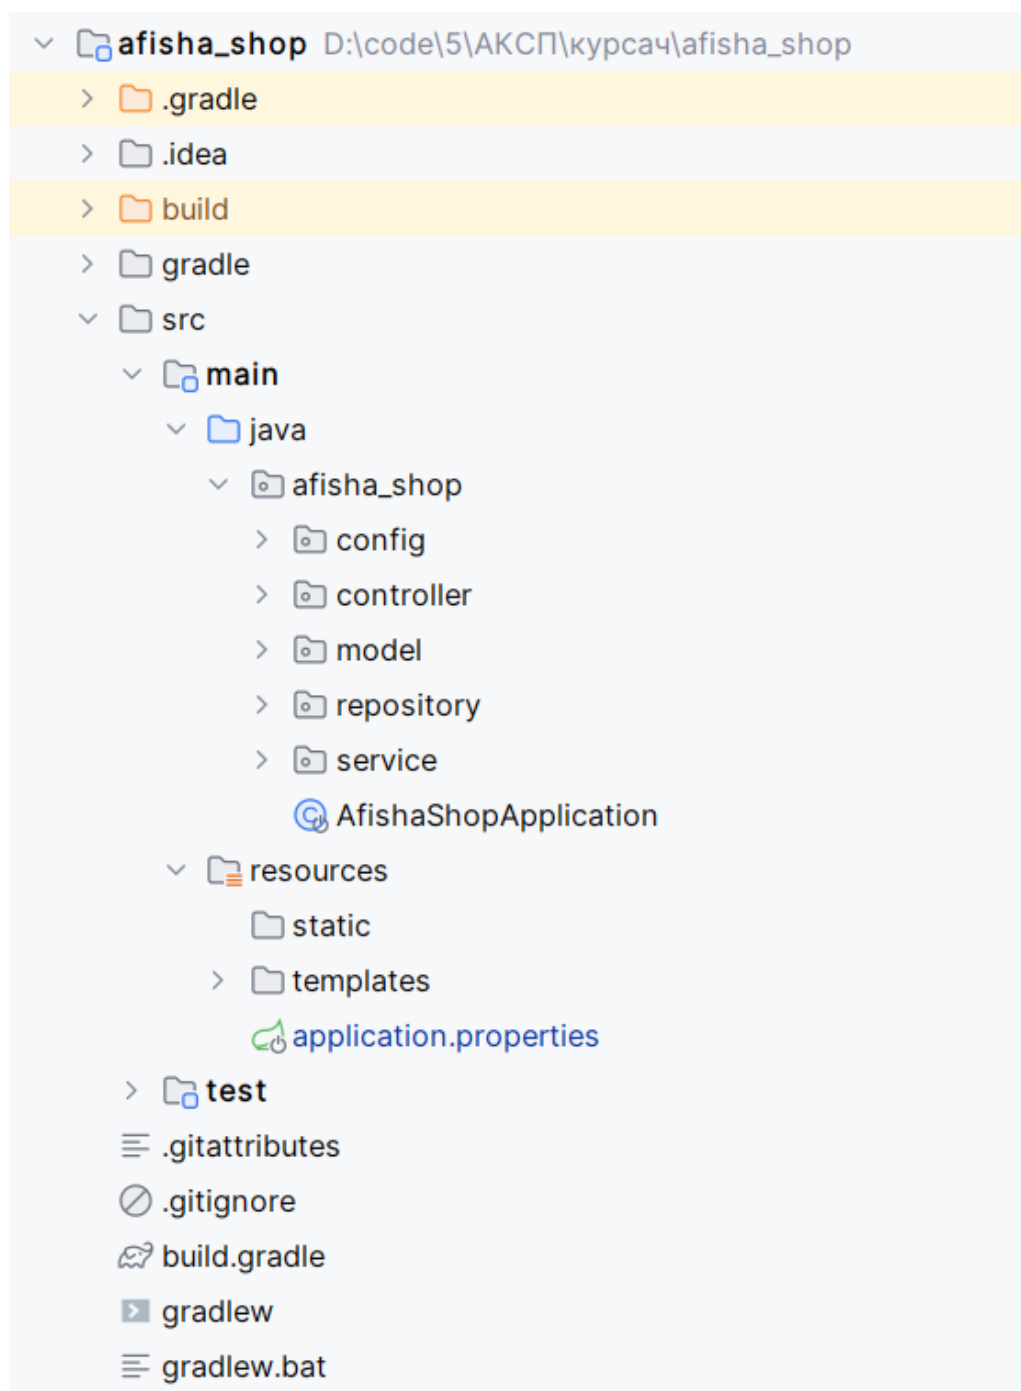 afisha_shop D:\code\5\АКСП\курсач\afisha_shop
.gradle
.idea
build
gradle
src
main
java
afisha_shop
config
controller
model
repository
service
AfishaShopApplication
resources
static
templates
application.properties
test
.gitattributes
.gitignore
build.gradle
gradlew
gradlew.bat